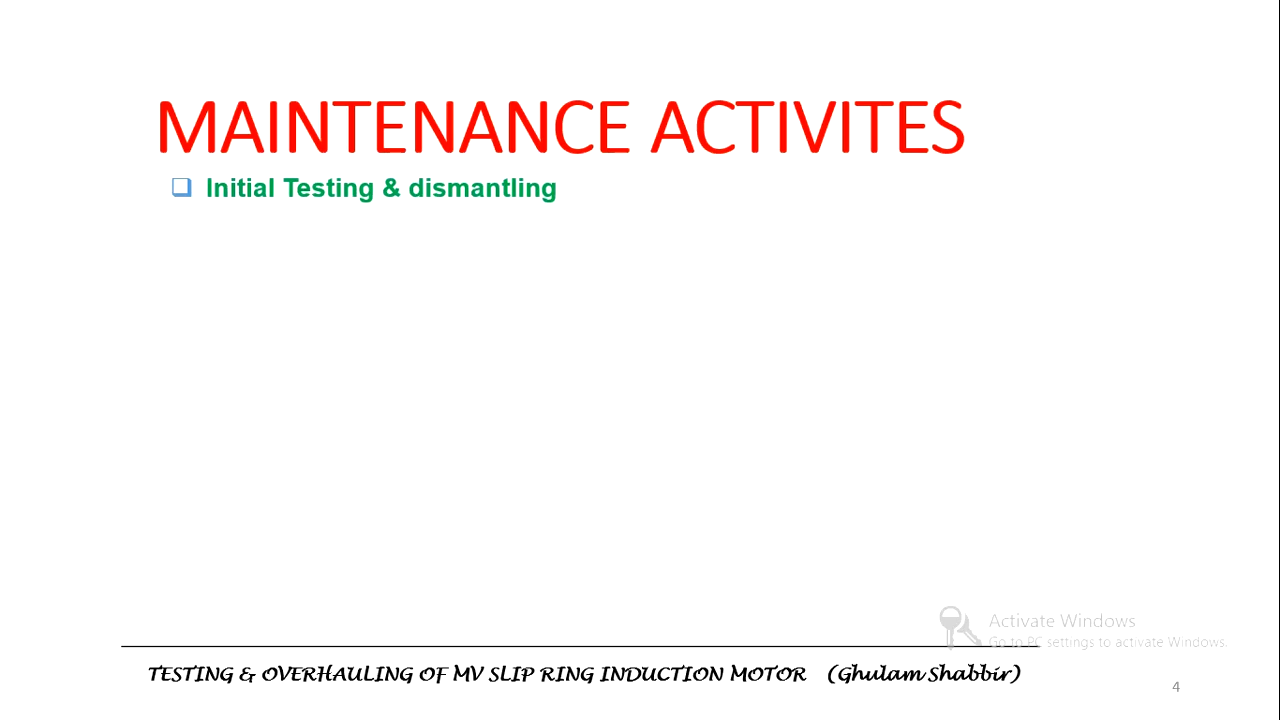 MAINTENANCE ACTIVITES
Initial Testing & dismantling
Activate Windows
Go to PC settings to activate Windows.
TESTING & OVERHAULING OF MV SLIP RING INDUCTION MOTOR (Ghulam Shabbir)
4